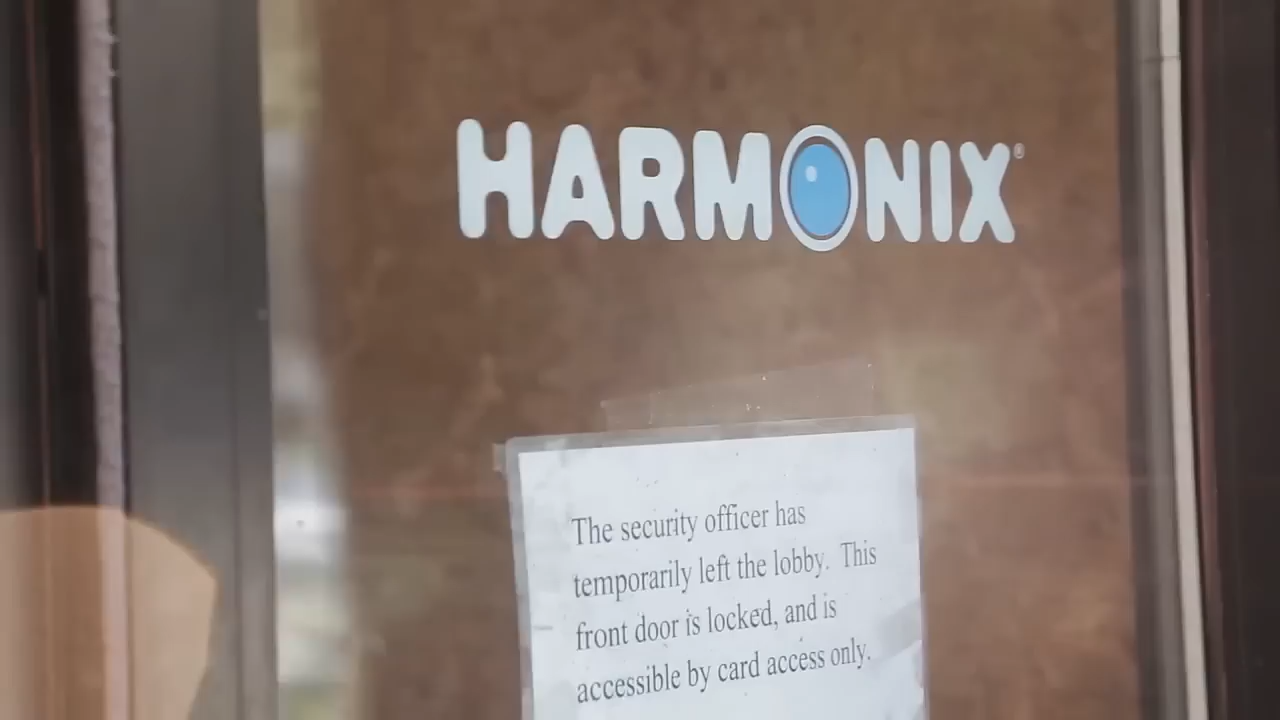 HARMONIX®
The security officer has
temporarily left the lobby. This
front door is locked, and is
accessible by card access only.